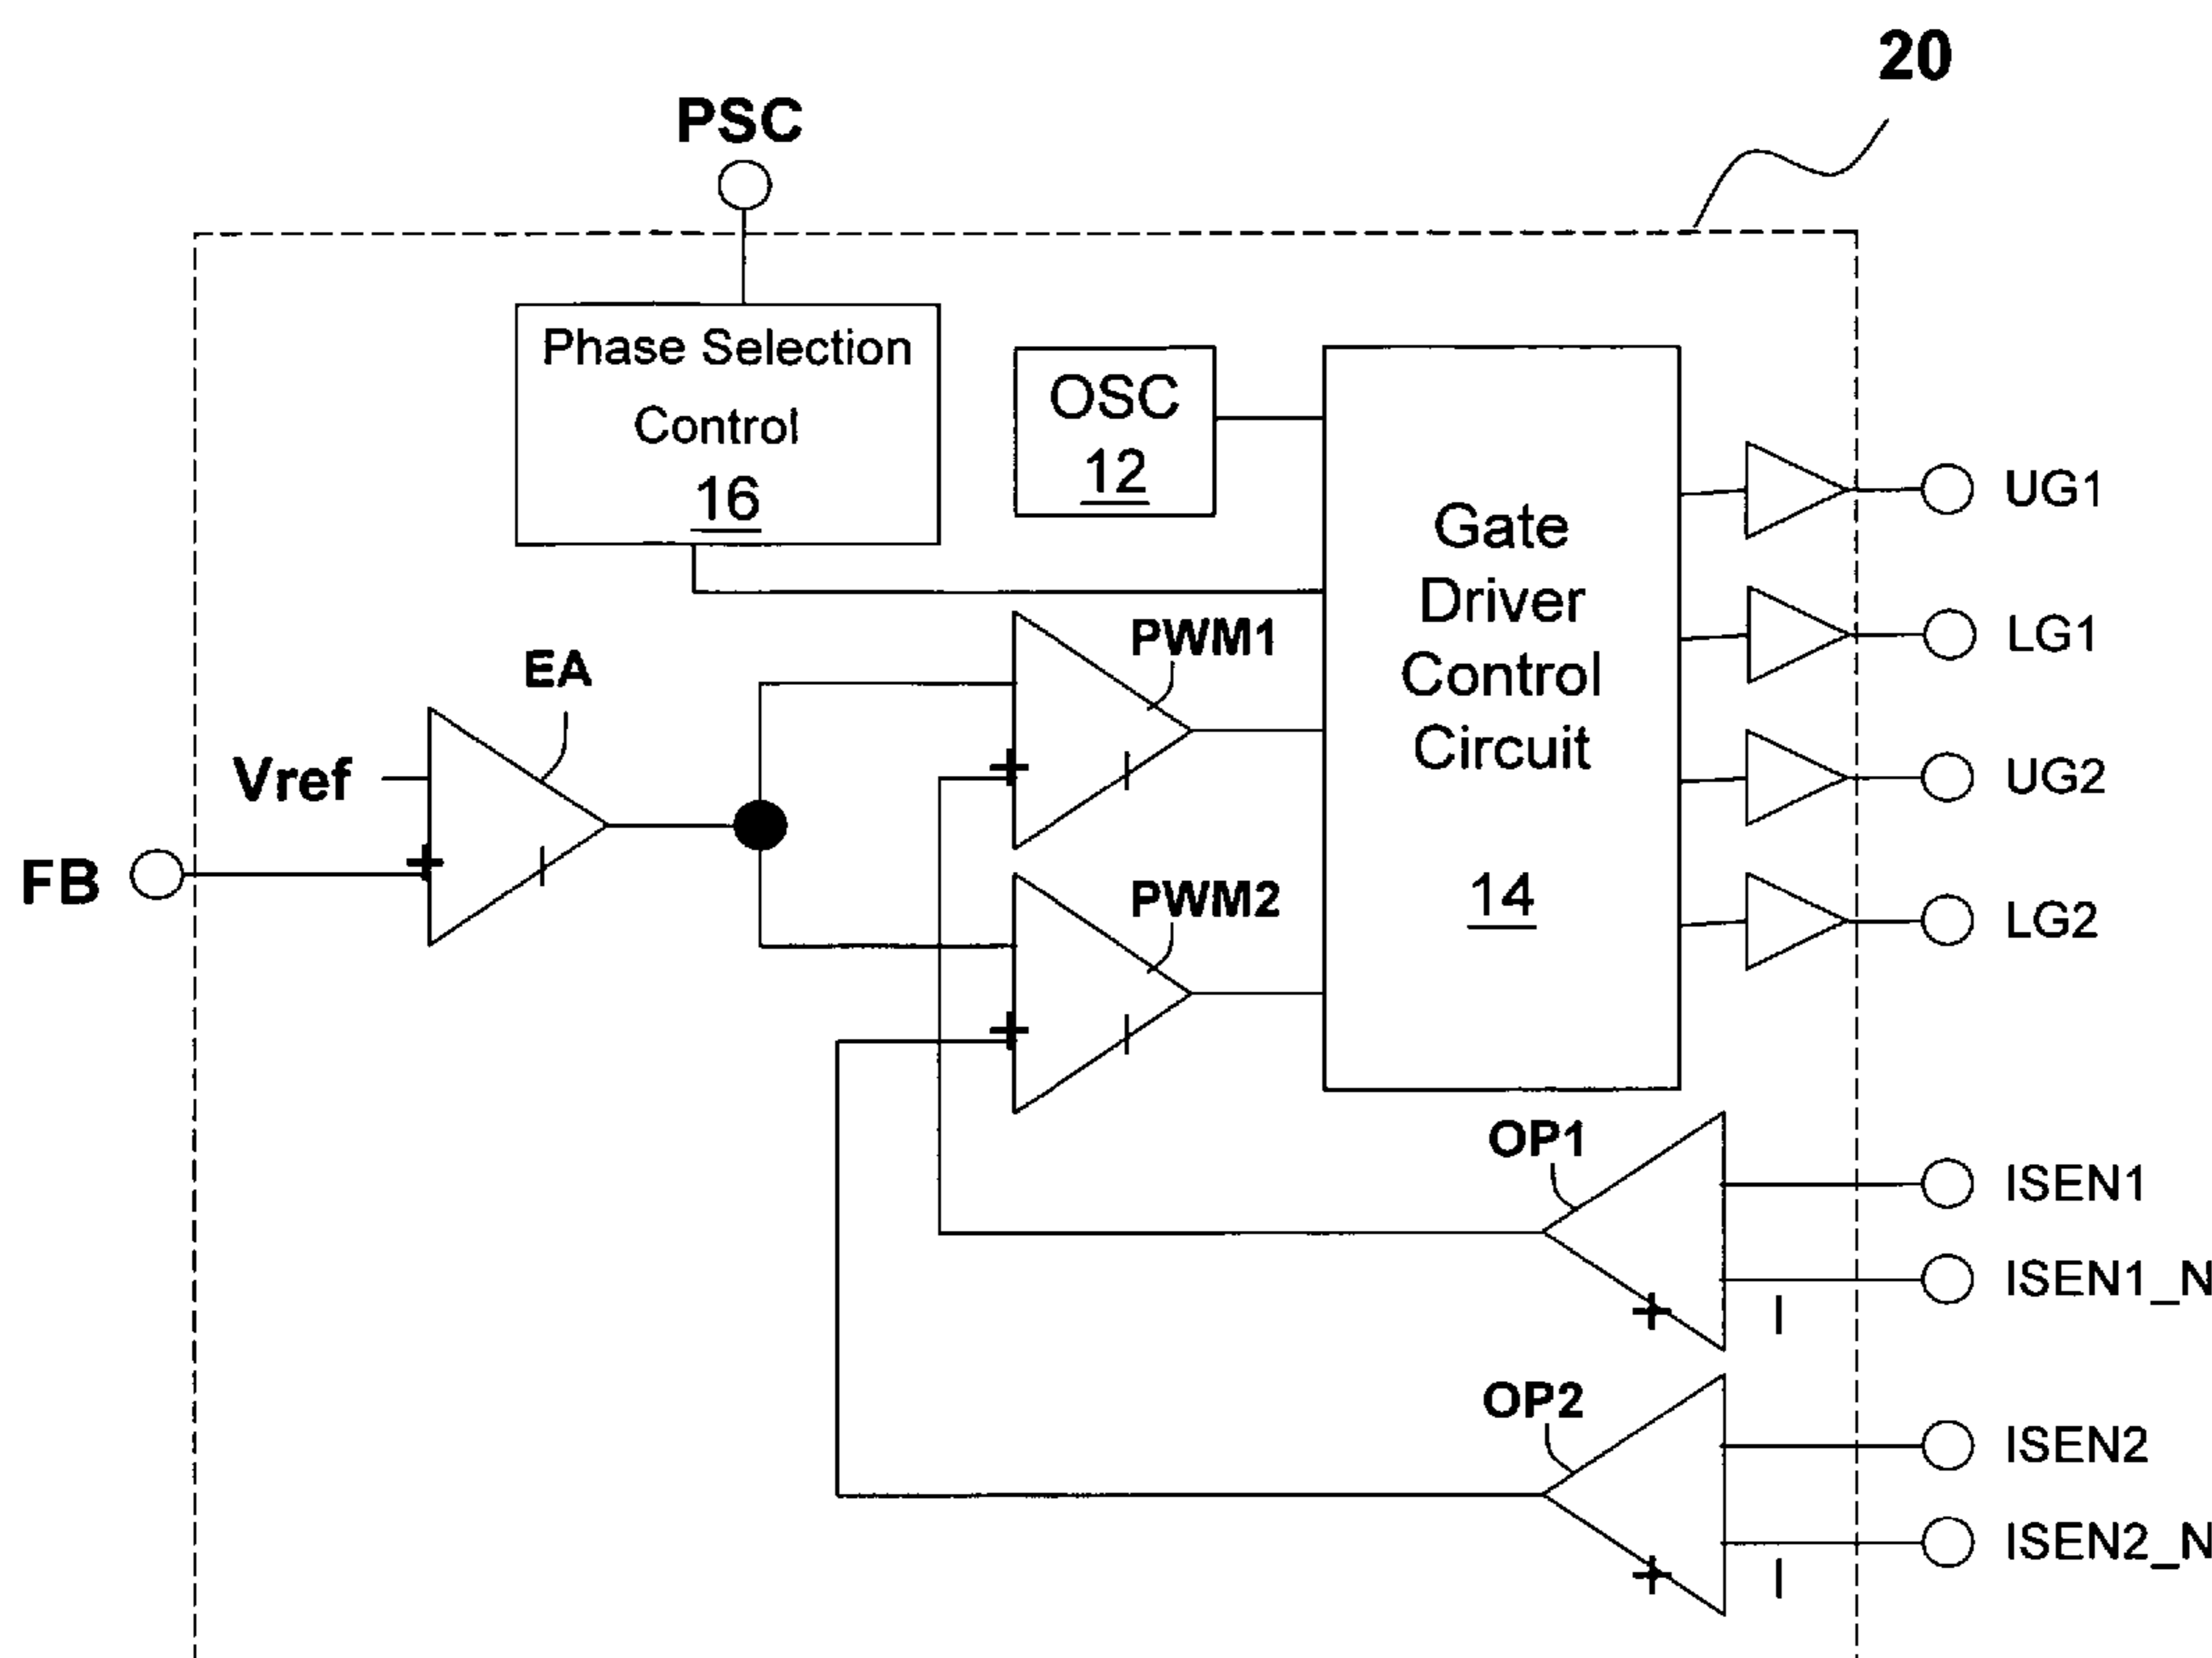 20
PSC
Phase Selection
Control
16
OSC
12
Gate
Driver
Control
Circuit
14
UG1
LG1
UG2
LG2
PWM1
EA
Vref
FB
PWM2
OP1
ISEN1
ISEN1_N
OP2
ISEN2
ISEN2_N